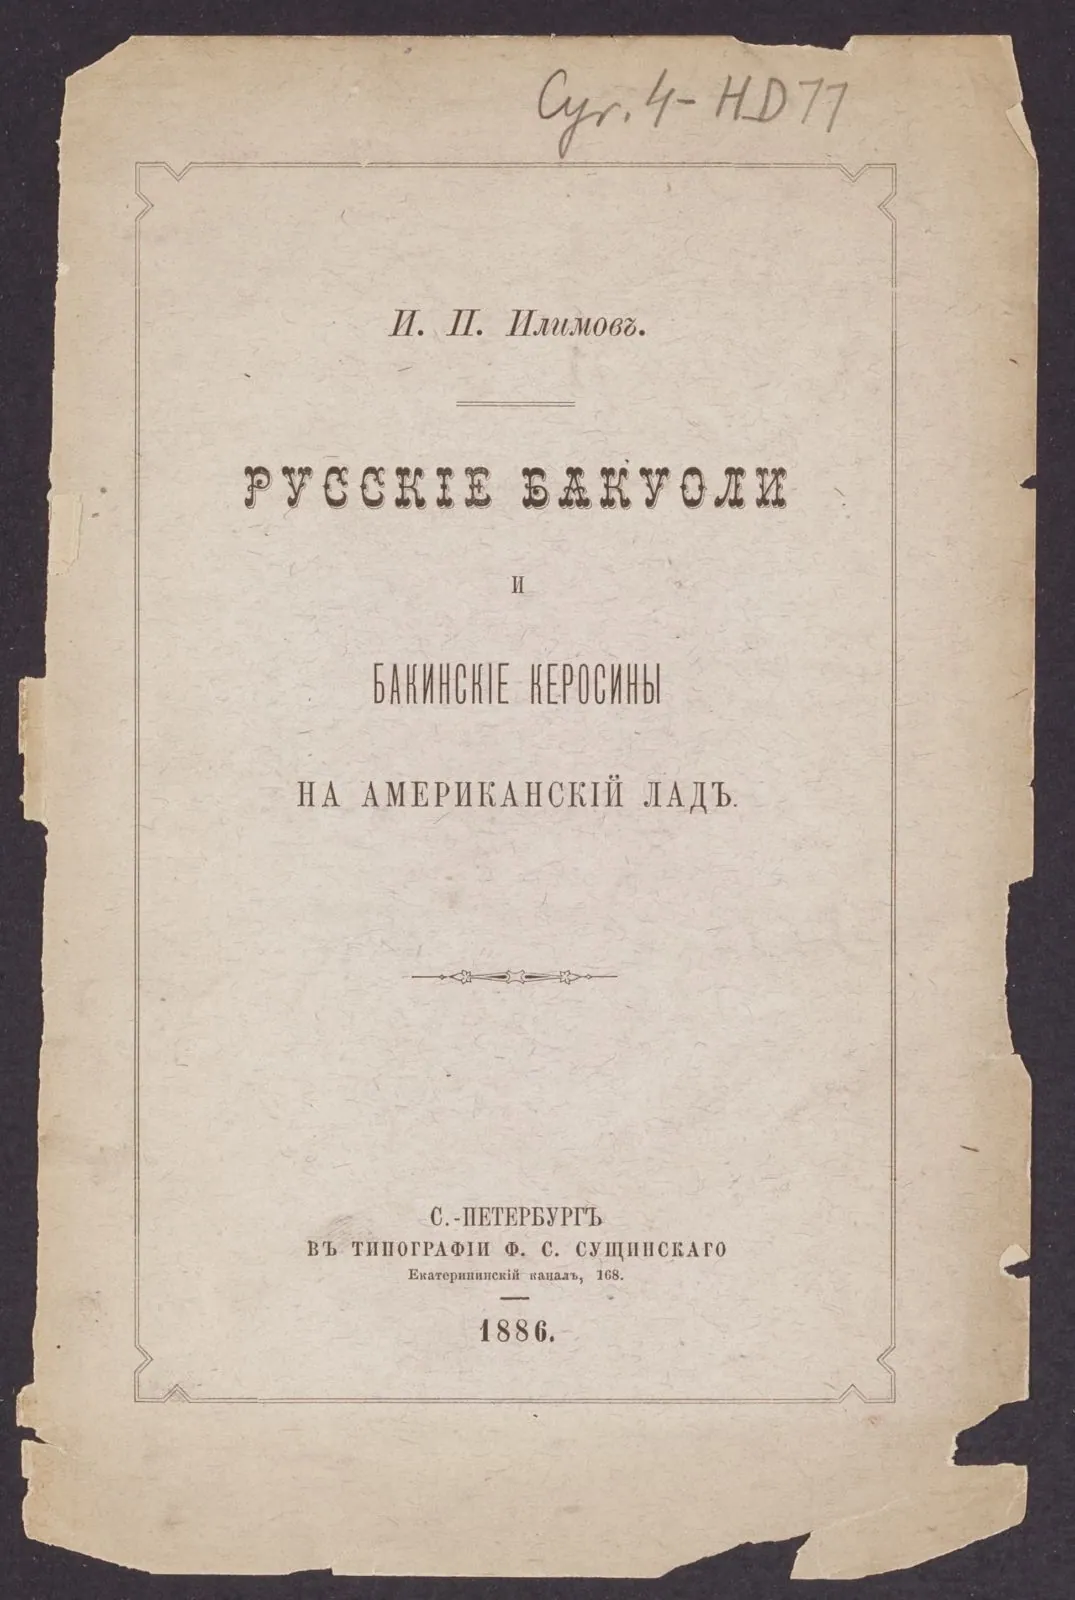 Cyr. 4-HD77
И. П. Илимовъ.
РУССКІЕ БАКУОЛИ
И
БАКИНСКІЕ КЕРОСИНЫ
НА АМЕРИКАНСКІЙ ЛАДЪ.
С.-ПЕТЕРБУРГЪ
ВЪ ТИПОГРАФІИ Ф. С. СУЩИНСКАГО
Екатерининскій каналъ, 168.
1886.